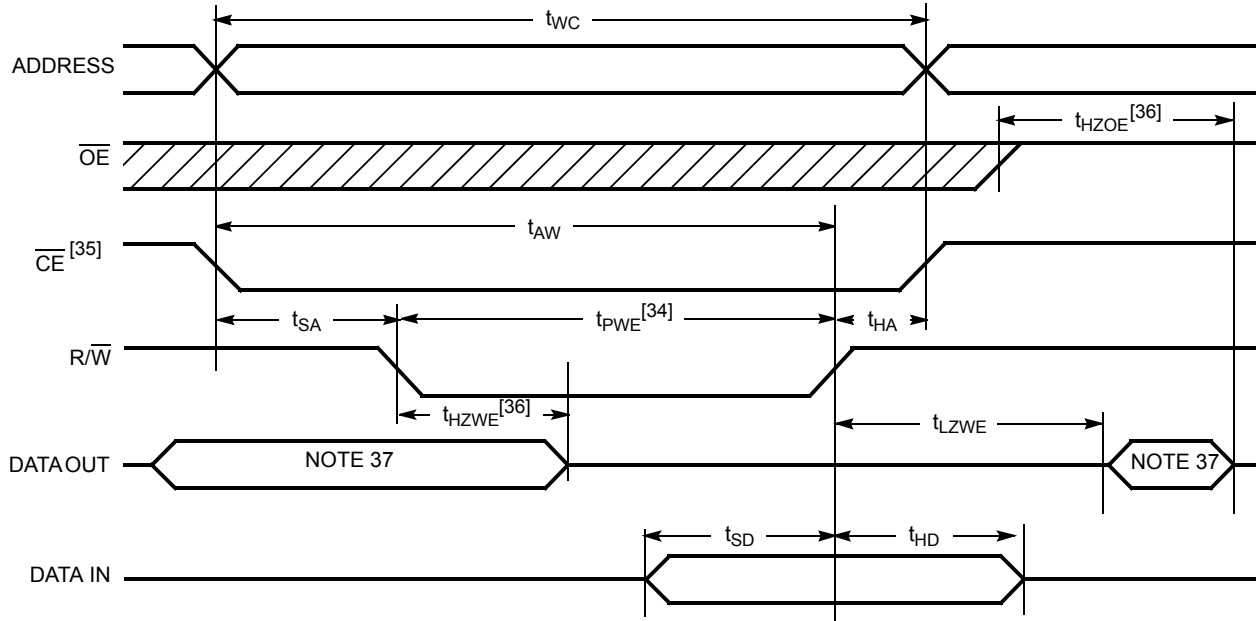 tWC
ADDRESS
tHZOE[36]
OE
tAW
CE [35]
tSA
tPWE[34]
tHA
R/W
tHZWE[36]
tLZWE
DATA OUT
NOTE 37
NOTE 37
tSD
tHD
DATA IN